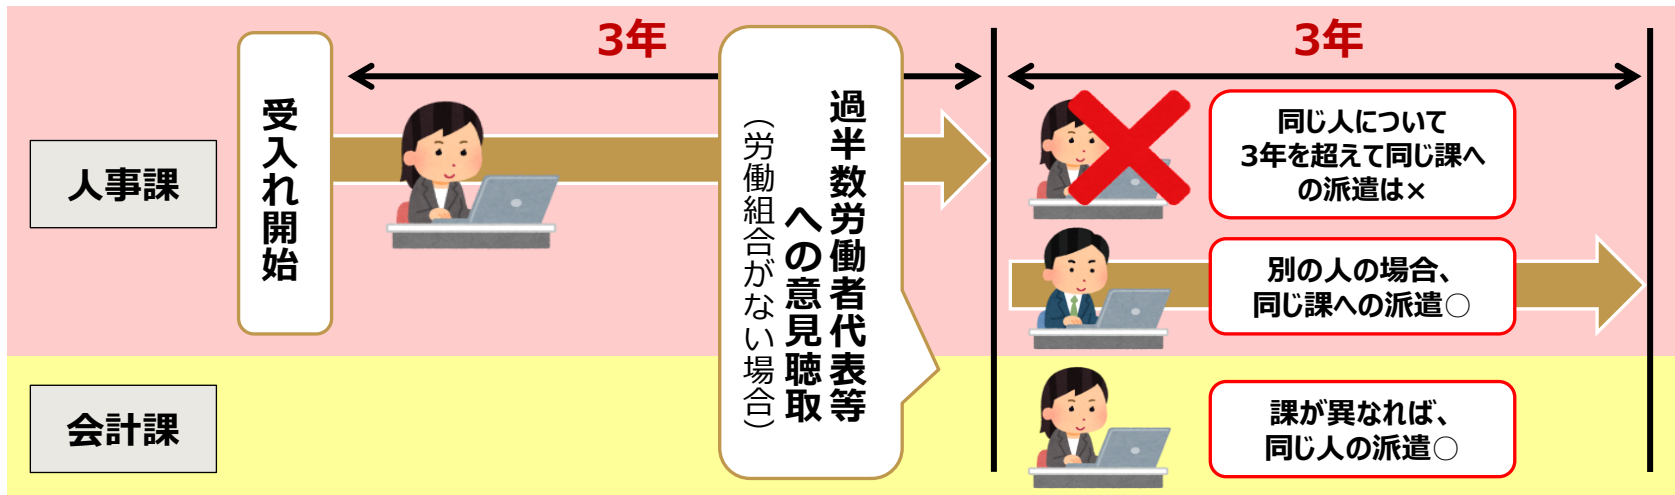 人事課
受入れ開始
3年
過半数労働者代表等
への意見聴取
（労働組合がない場合）
3年
同じ人について
3年を超えて同じ課へ
の派遣は×
別の人の場合、
同じ課への派遣○
会計課
課が異なれば、
同じ人の派遣○